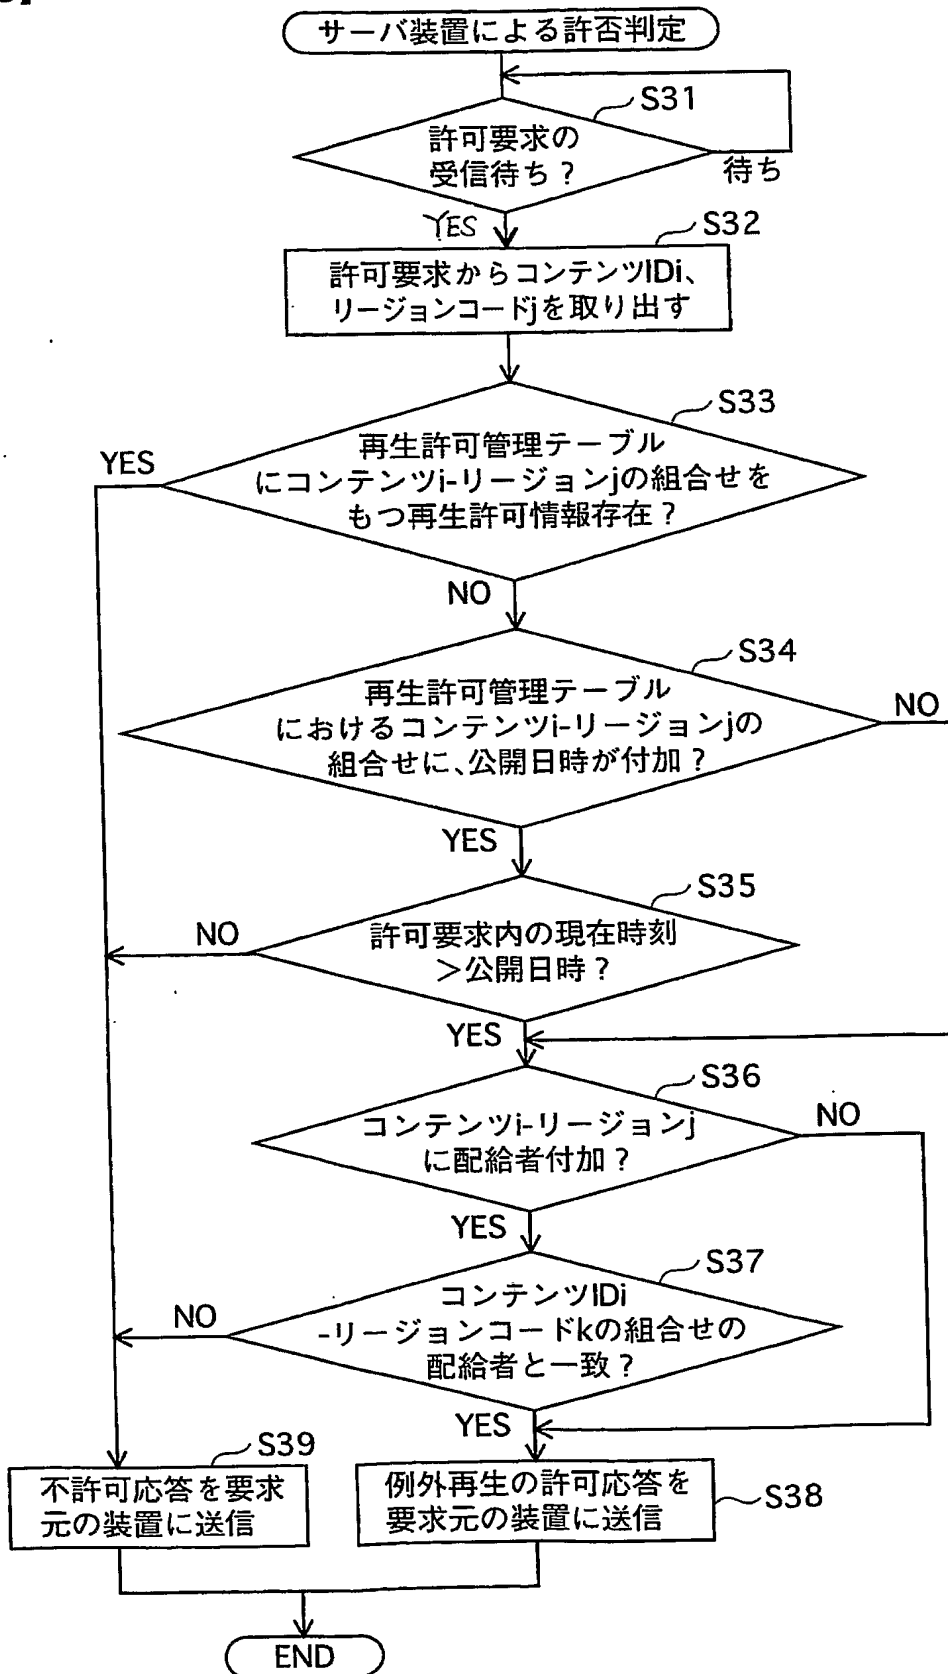 サーバ装置による許否判定
S31
許可要求の
受信待ち？
待ち
YES
S32
許可要求からコンテンツIDi、
リージョンコードjを取り出す
S33
再生許可管理テーブル
にコンテンツi-リージョンjの組合せを
もつ再生許可情報存在？
YES
NO
S34
再生許可管理テーブル
におけるコンテンツi-リージョンjの
組合せに、公開日時が付加？
NO
YES
S35
許可要求内の現在時刻
＞公開日時？
NO
YES
S36
コンテンツi-リージョンj
に配給者付加？
NO
YES
S37
コンテンツIDi
-リージョンコードkの組合せの
配給者と一致？
NO
YES
S39
不許可応答を要求
元の装置に送信
例外再生の許可応答を
要求元の装置に送信
S38
END